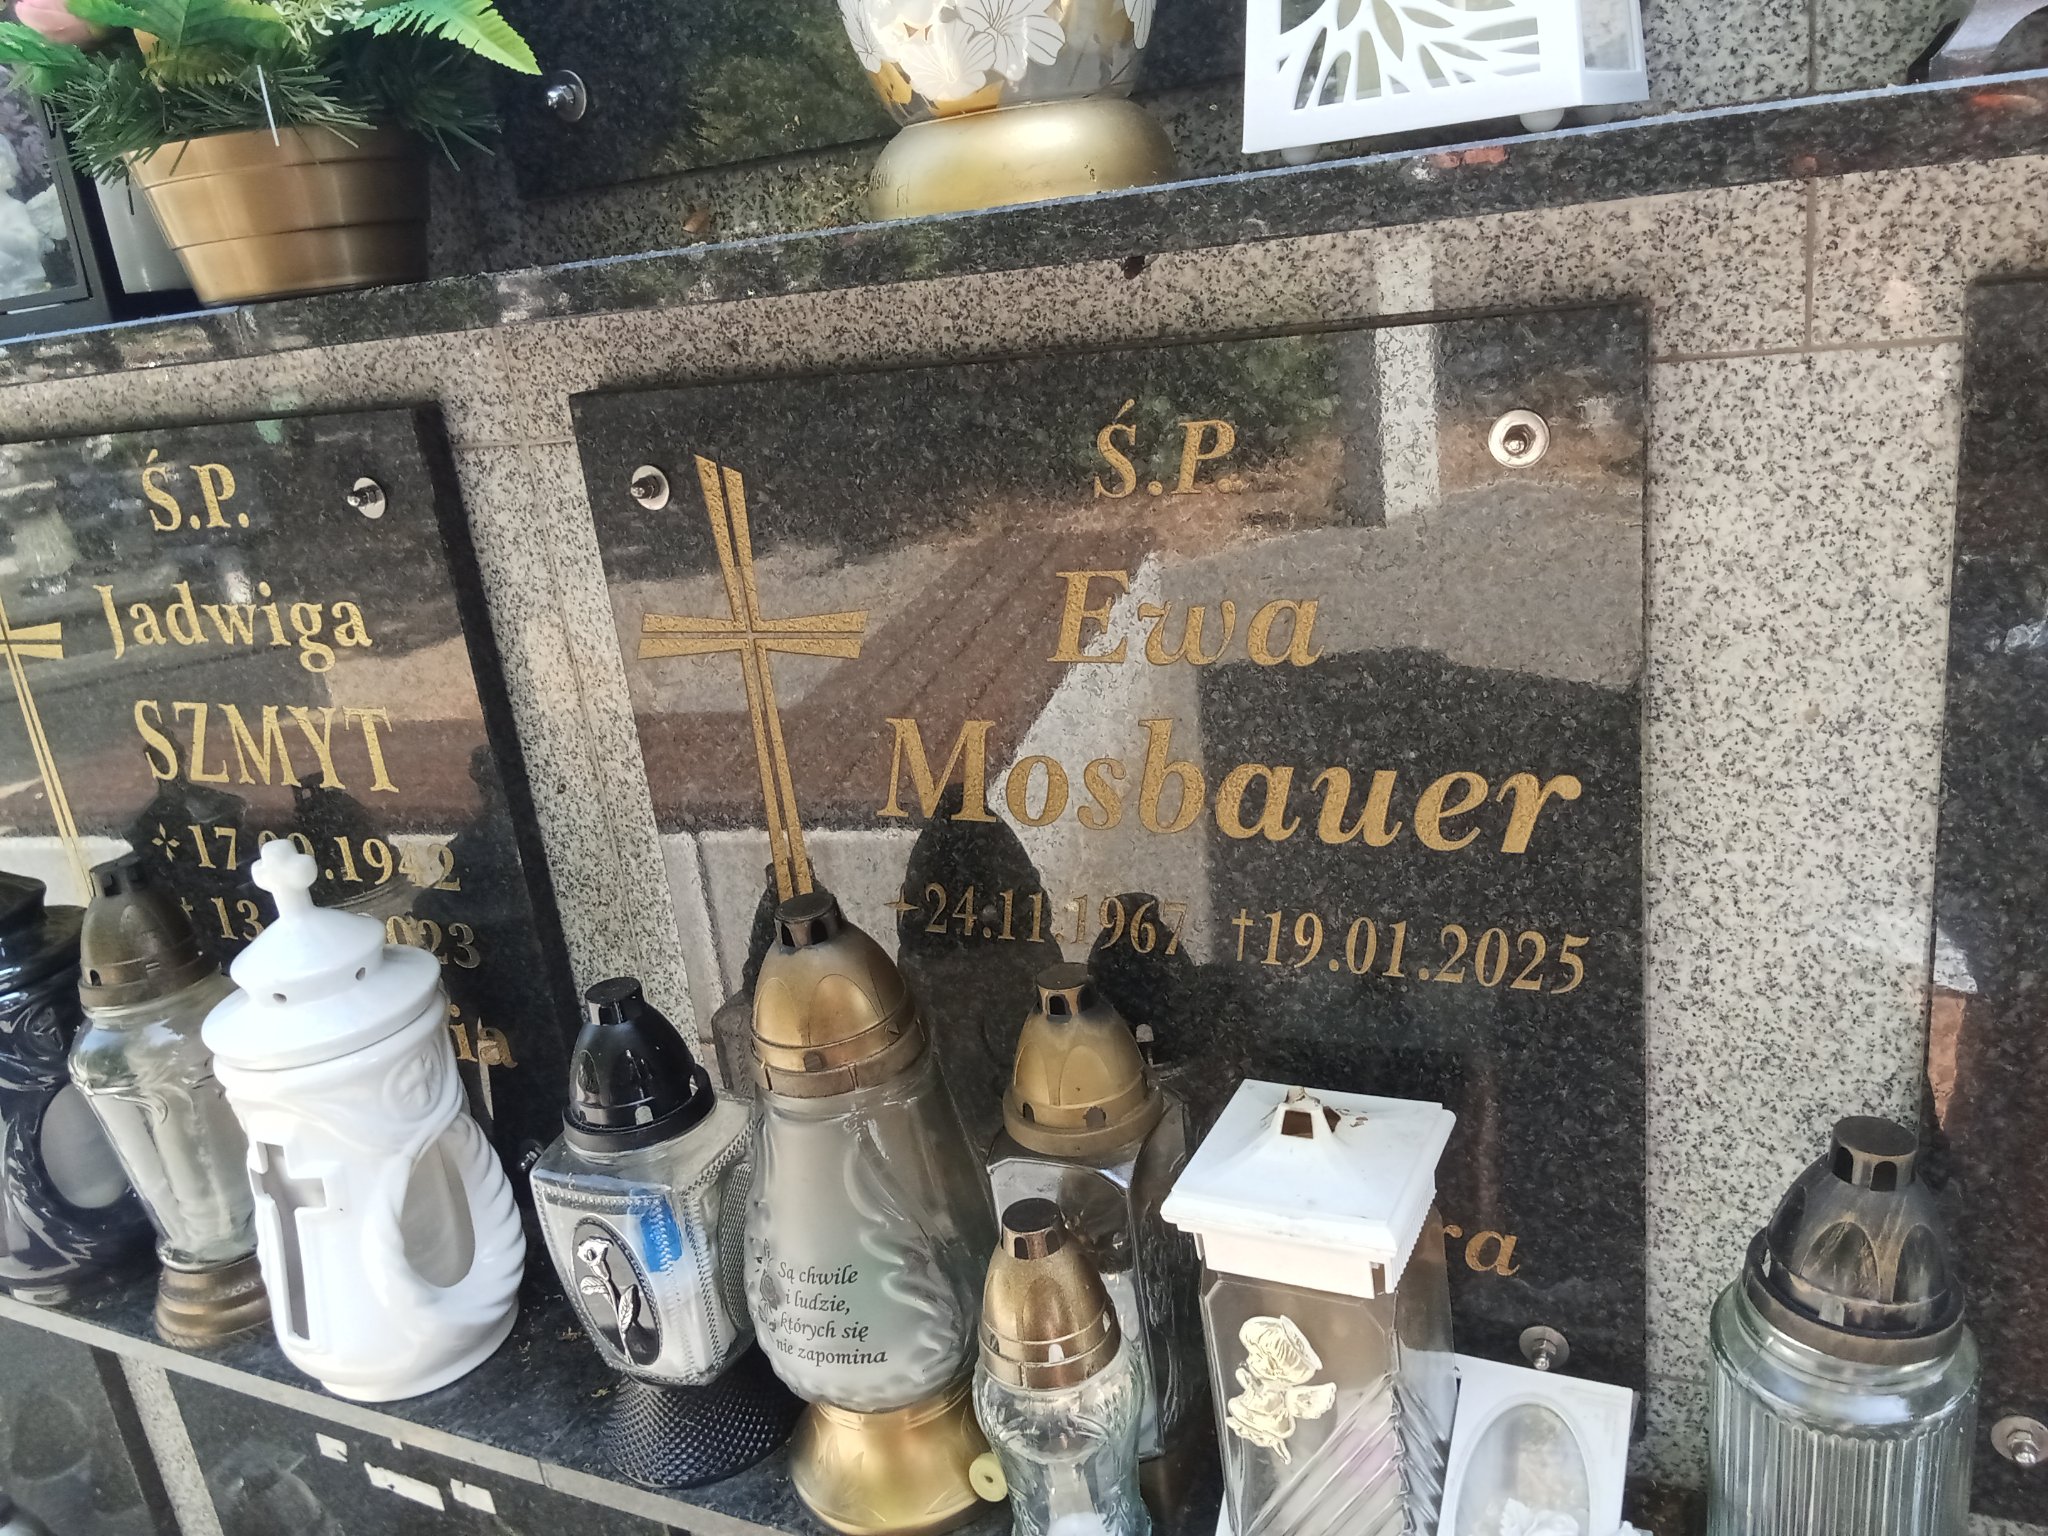 Ś.P.
Jadwiga
SZMYT
Ś.P.
Ewa
Mosbauer
24.11.1967 †19.01.2025
Są chwile
i ludzie,
których się
nie zapomina